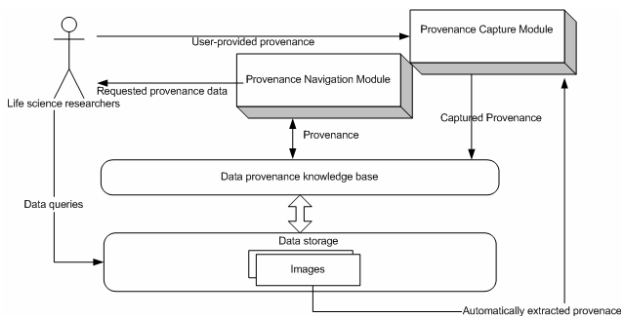 Provenance Capture Module
User-provided provenance
Provenance Navigation Module
Requested provenance data
Life science researchers
Captured Provenance
Provenance
Data provenance knowledge base
Data queries
Data storage
Images
Automatically extracted provenace